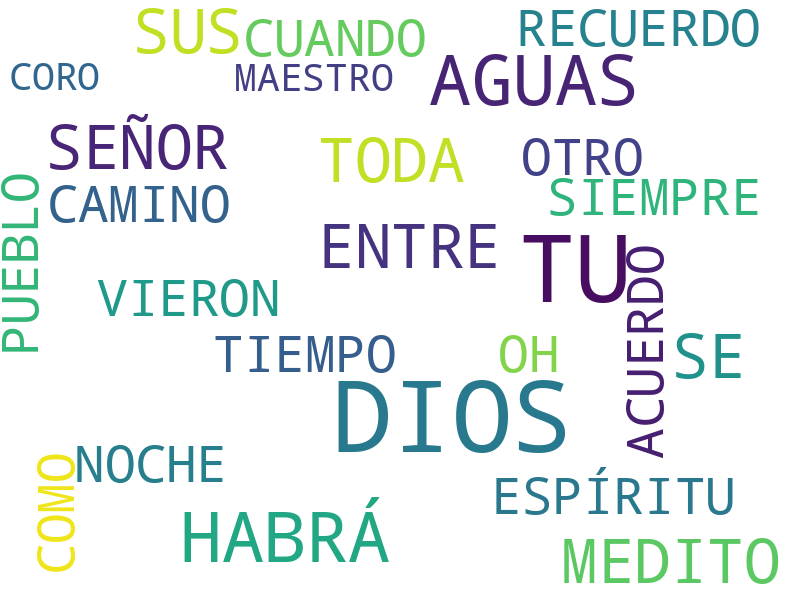 SUS
CUANDO
RECUERDO
CORO
MAESTRO
AGUAS
SEÑOR
TODA
OTRO
CAMINO
SIEMPRE
PUEBLO
ENTRE
TU
VIERON
ACUERDO
TIEMPO
OH
SE
DIOS
NOCHE
COMO
ESPÍRITU
HABRÁ
MEDITO